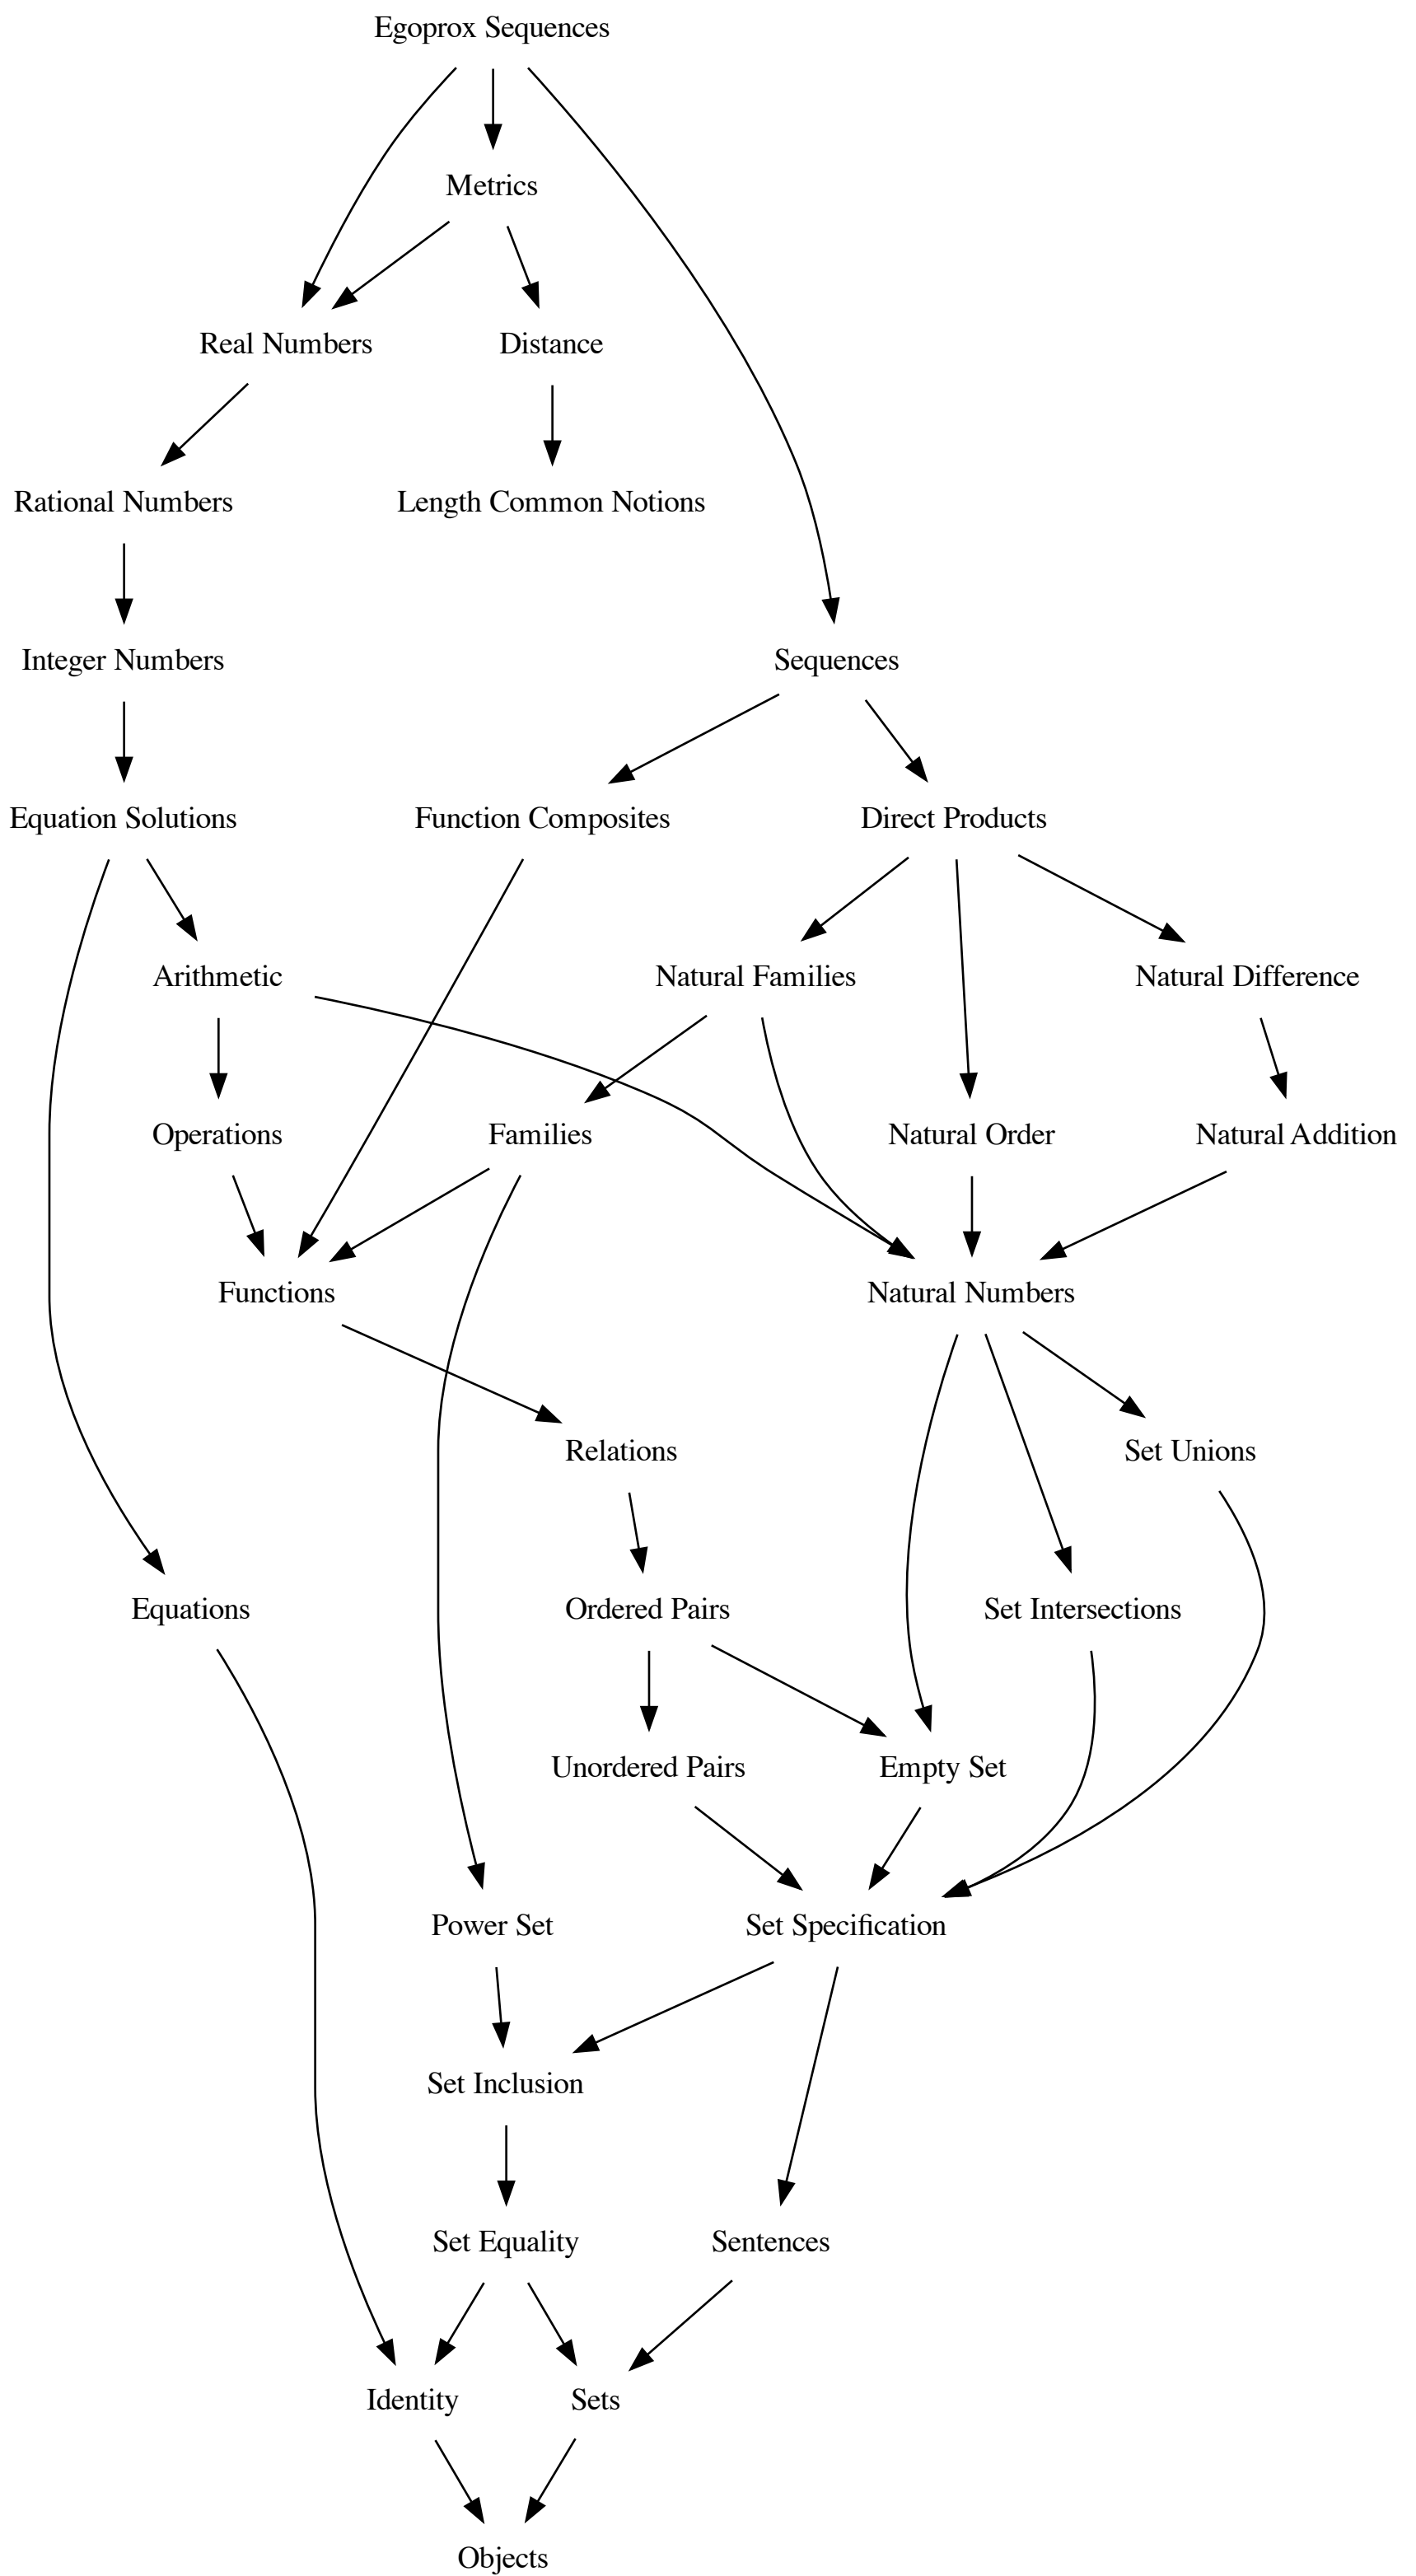 Egoprox Sequences
Metrics
Real Numbers
Distance
Rational Numbers
Length Common Notions
Integer Numbers
Sequences
Equation Solutions
Function Composites
Direct Products
Arithmetic
Natural Families
Natural Difference
Operations
Families
Natural Order
Natural Addition
Functions
Natural Numbers
Relations
Set Unions
Equations
Ordered Pairs
Set Intersections
Unordered Pairs
Empty Set
Power Set
Set Specification
Set Inclusion
Set Equality
Sentences
Identity
Sets
Objects